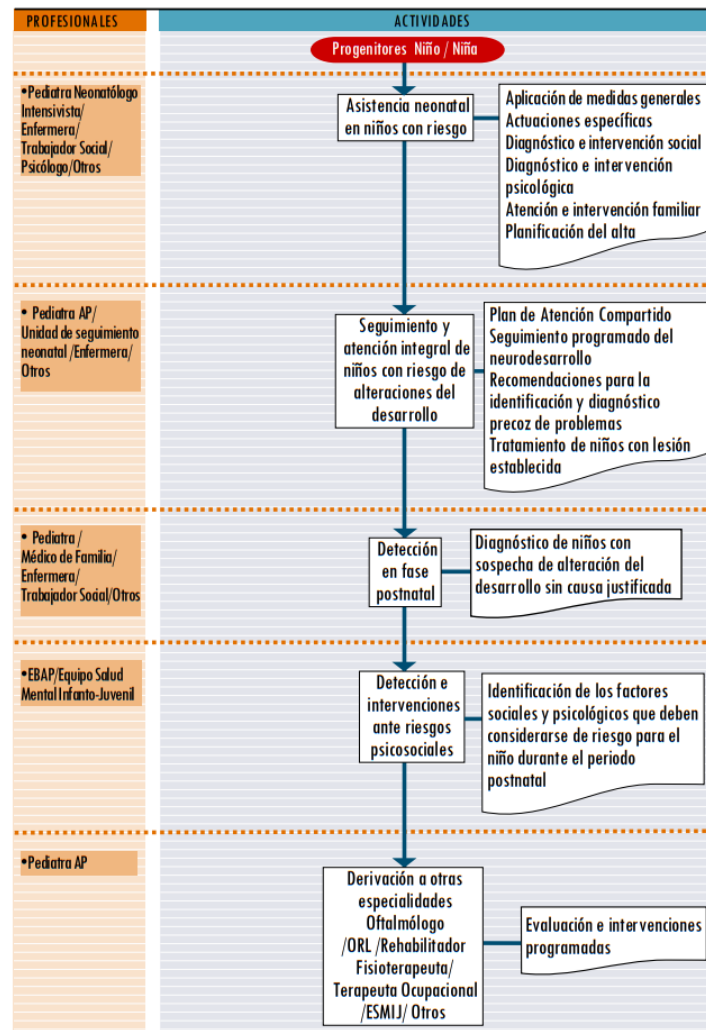 PROFESIONALES
ACTIVIDADES
Progenitores Niño / Niña
•Pediatra Neonatólogo
Intensivista/
Enfermera/
Trabajador Social/
Psicólogo/Otros
Asistencia neonatal
en niños con riesgo
Aplicación de medidas generales
Actuaciones específicas
Diagnóstico e intervención social
Diagnóstico e intervención
psicológica
Atención e intervención familiar
Planificación del alta
• Pediatra AP/
Unidad de seguimiento
neonatal /Enfermera/
Otros
Seguimiento y
atención integral de
niños con riesgo de
alteraciones del
desarrollo
Plan de Atención Compartido
Seguimiento programado del
neurodesarrollo
Recomendaciones para la
identificación y diagnóstico
precoz de problemas
Tratamiento de niños con lesión
establecida
• Pediatra/
Médico de Familia/
Enfermera/
Trabajador Social/Otros
Detección
en fase
postnatal
Diagnóstico de niños con
sospecha de alteración del
desarrollo sin causa justificada
•EBAP/Equipo Salud
Mental Infanto-Juvenil
Detección e
intervenciones
ante riesgos
psicosociales
Identificación de los factores
sociales y psicológicos que deben
considerarse de riesgo para el
niño durante el periodo
postnatal
•Pediatra AP
Derivación a otras
especialidades
Oftalmólogo
/ORL /Rehabilitador
Fisioterapeuta/
Terapeuta Ocupacional
/ESMIJ/ Otros
Evaluación e intervenciones
programadas